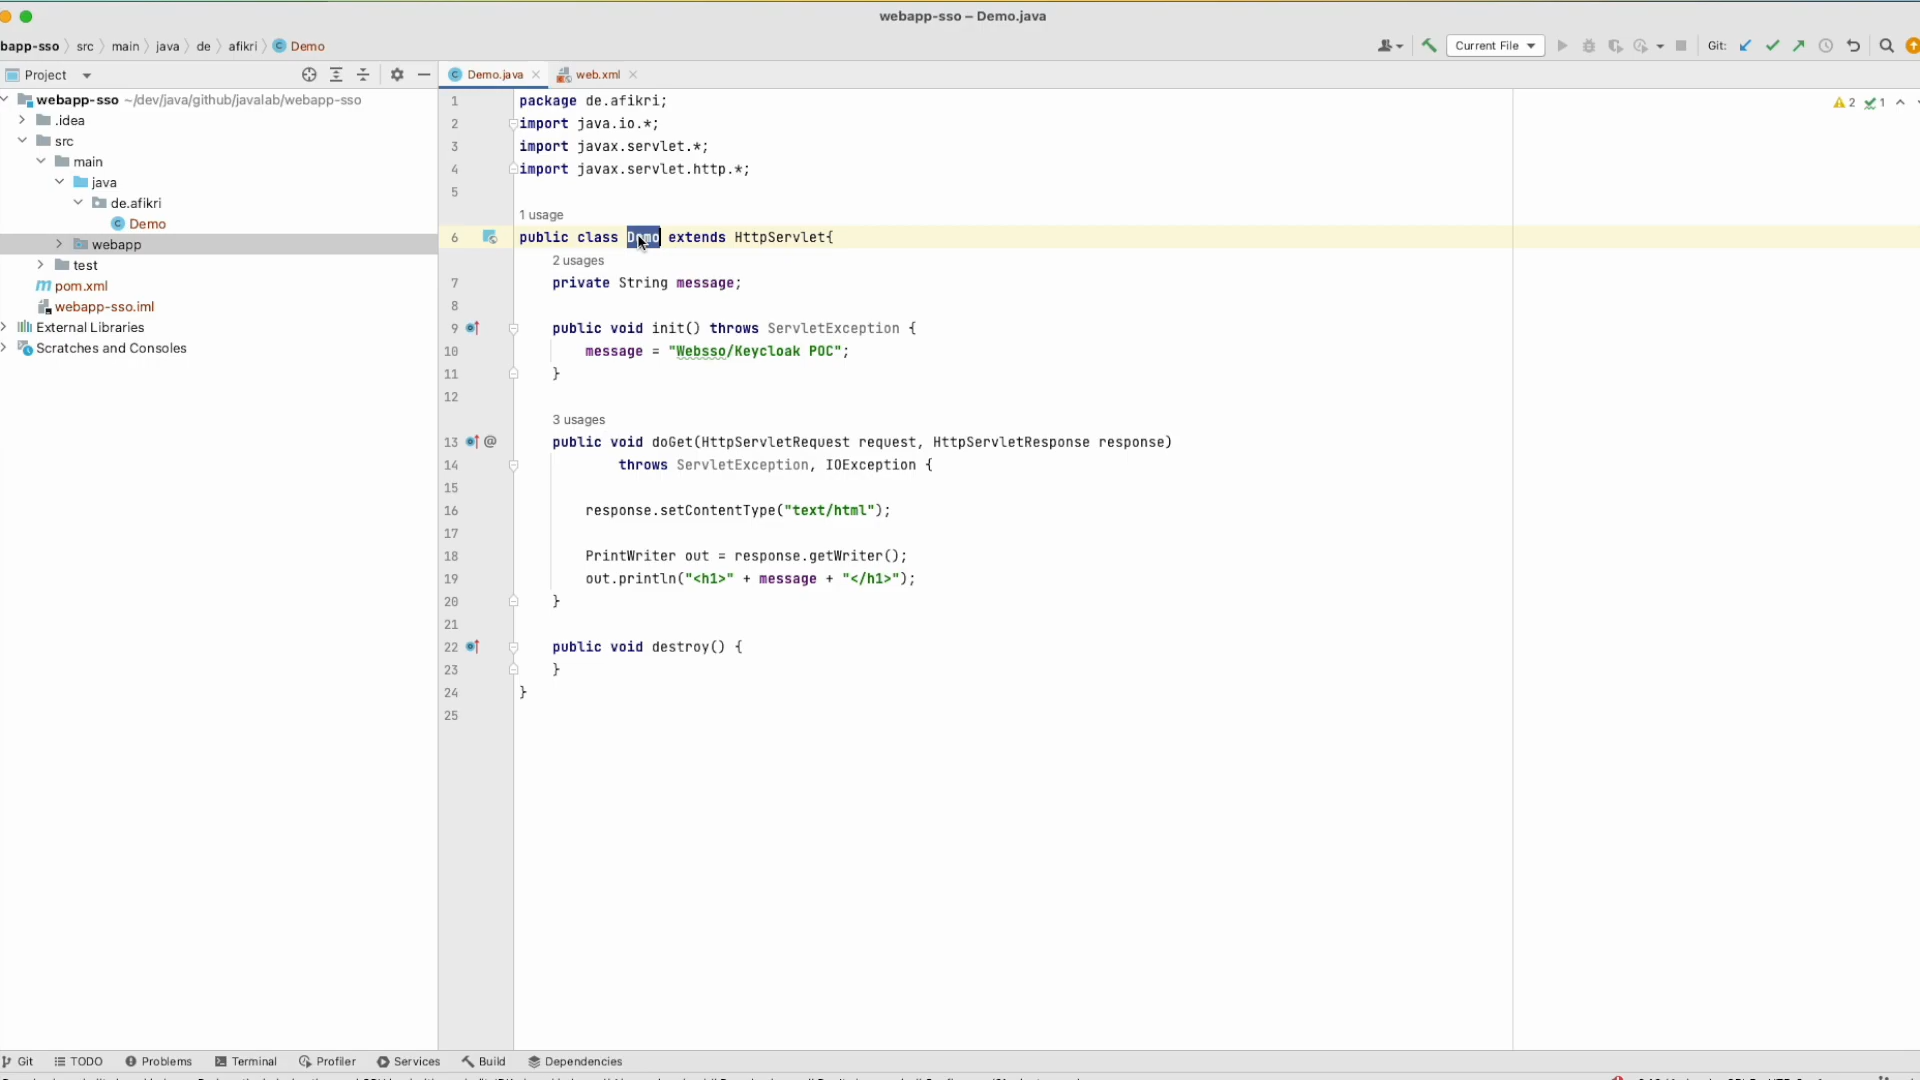 webapp-sso – Demo.java
bapp-sso
src
main
java
de
afikri
Demo
Current File
Git:
Project
Demo.java
web.xml
webapp-sso ~/dev/java/github/javalab/webapp-sso
.idea
src
main
java
de.afikri
Demo
webapp
test
pom.xml
webapp-sso.iml
External Libraries
Scratches and Consoles
2
1
1 package de.afikri;
2 import java.io.*;
3 import javax.servlet.*;
4 import javax.servlet.http.*;
5
1 usage
6 public class Demo extends HttpServlet{
2 usages
7 private String message;
8
9 public void init() throws ServletException {
10 message = "Websso/Keycloak POC";
11 }
12
3 usages
13 @ public void doGet(HttpServletRequest request, HttpServletResponse response)
14 throws ServletException, IOException {
15
16 response.setContentType("text/html");
17
18 PrintWriter out = response.getWriter();
19 out.println("<h1>" + message + "</h1>");
20 }
21
22 public void destroy() {
23 }
24 }
25
Git
TODO
Problems
Terminal
Profiler
Services
Build
Dependencies